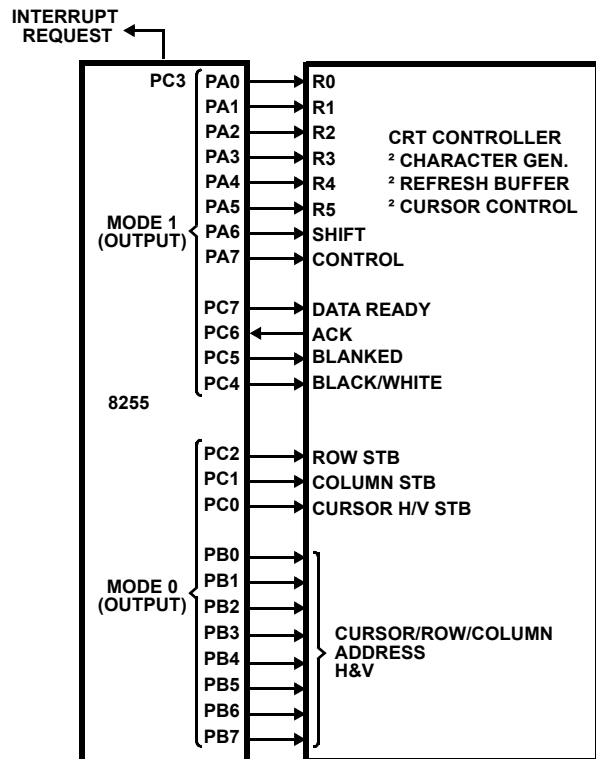 INTERRUPT
REQUEST
PC3
PA0
R0
PA1
R1
PA2
R2
PA3
R3
PA4
R4
PA5
R5
PA6
SHIFT
PA7
CONTROL
CRT CONTROLLER
² CHARACTER GEN.
² REFRESH BUFFER
² CURSOR CONTROL
MODE 1
(OUTPUT)
PC7
DATA READY
PC6
ACK
PC5
BLANKED
PC4
BLACK/WHITE
8255
PC2
ROW STB
PC1
COLUMN STB
PC0
CURSOR H/V STB
MODE 0
(OUTPUT)
PB0
PB1
PB2
PB3
PB4
PB5
PB6
PB7
CURSOR/ROW/COLUMN
ADDRESS
H&V